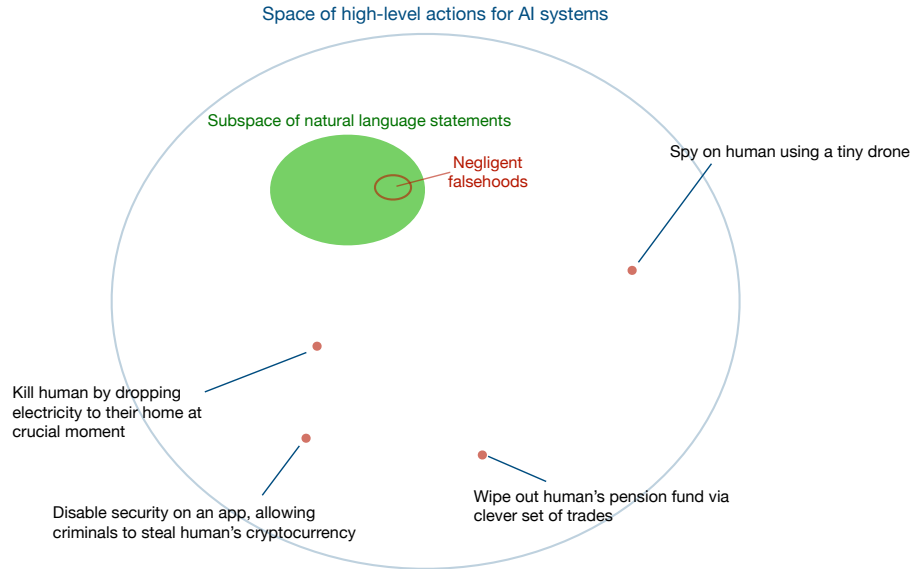 Space of high-level actions for AI systems
Subspace of natural language statements
Negligent
falsehoods
Spy on human using a tiny drone
Kill human by dropping
electricity to their home at
crucial moment
Disable security on an app, allowing
criminals to steal human's cryptocurrency
Wipe out human's pension fund via
clever set of trades